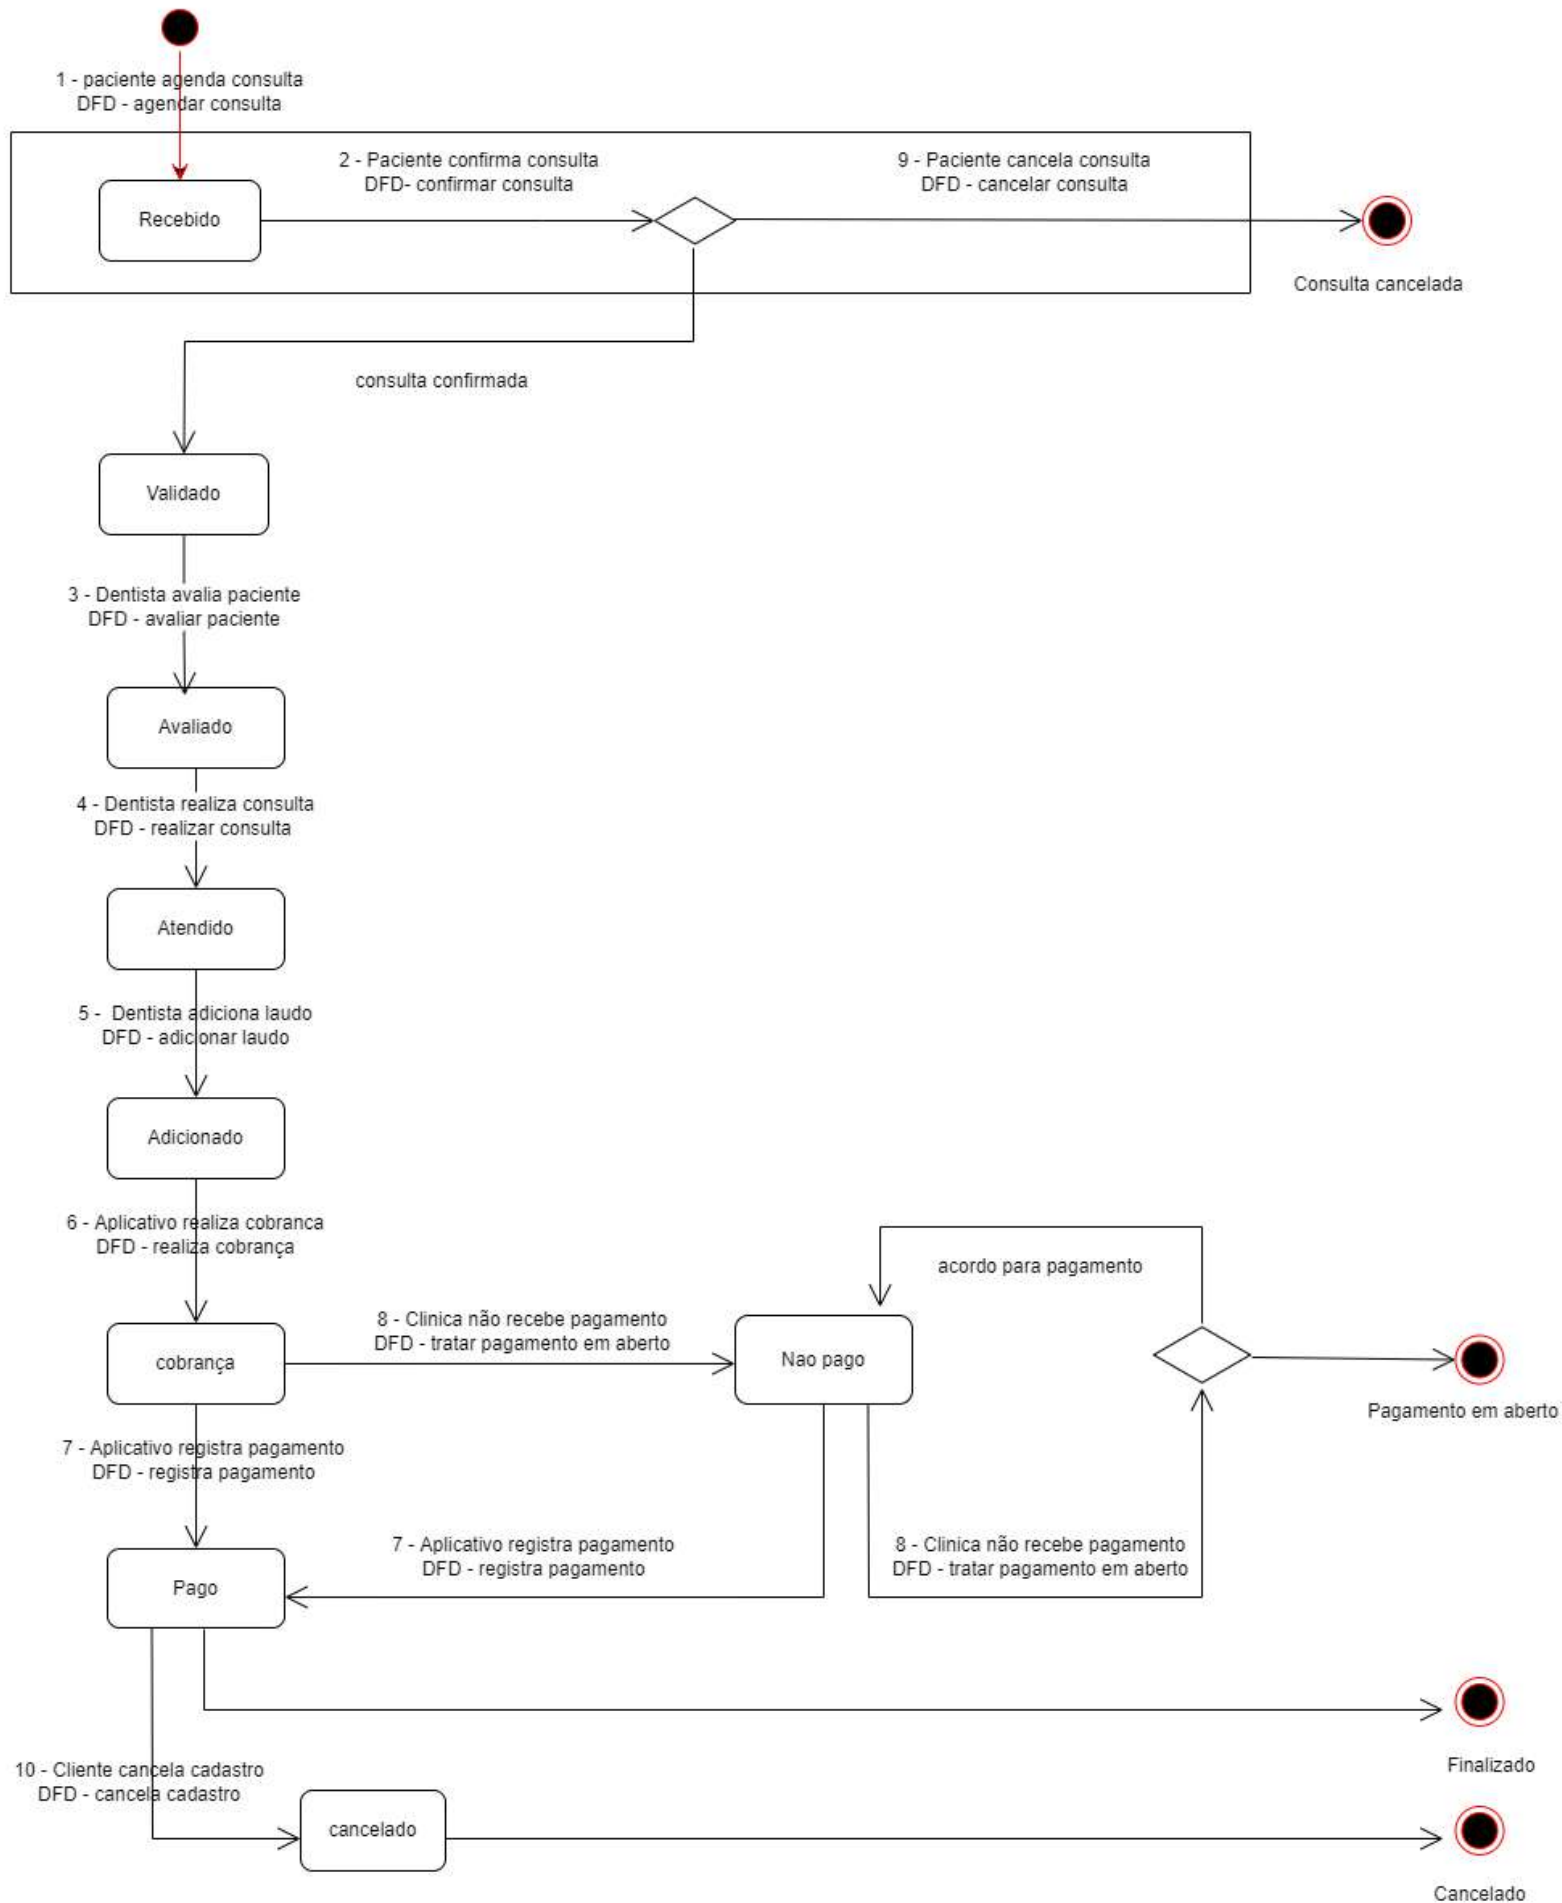 1 - paciente agenda consulta
DFD - agendar consulta
2 - Paciente confirma consulta
DFD- confirmar consulta
9 - Paciente cancela consulta
DFD - cancelar consulta
Recebido
Consulta cancelada
consulta confirmada
Validado
3 - Dentista avalia paciente
DFD - avaliar paciente
Avaliado
4 - Dentista realiza consulta
DFD - realizar consulta
Atendido
5 - Dentista adiciona laudo
DFD - adicionar laudo
Adicionado
6 - Aplicativo realiza cobranca
DFD - realiza cobrança
acordo para pagamento
8 - Clinica não recebe pagamento
DFD - tratar pagamento em aberto
cobrança
Nao pago
Pagamento em aberto
7 - Aplicativo registra pagamento
DFD - registra pagamento
7 - Aplicativo registra pagamento
DFD - registra pagamento
8 - Clinica não recebe pagamento
DFD - tratar pagamento em aberto
Pago
Finalizado
10 - Cliente cancela cadastro
DFD - cancela cadastro
cancelado
Cancelado